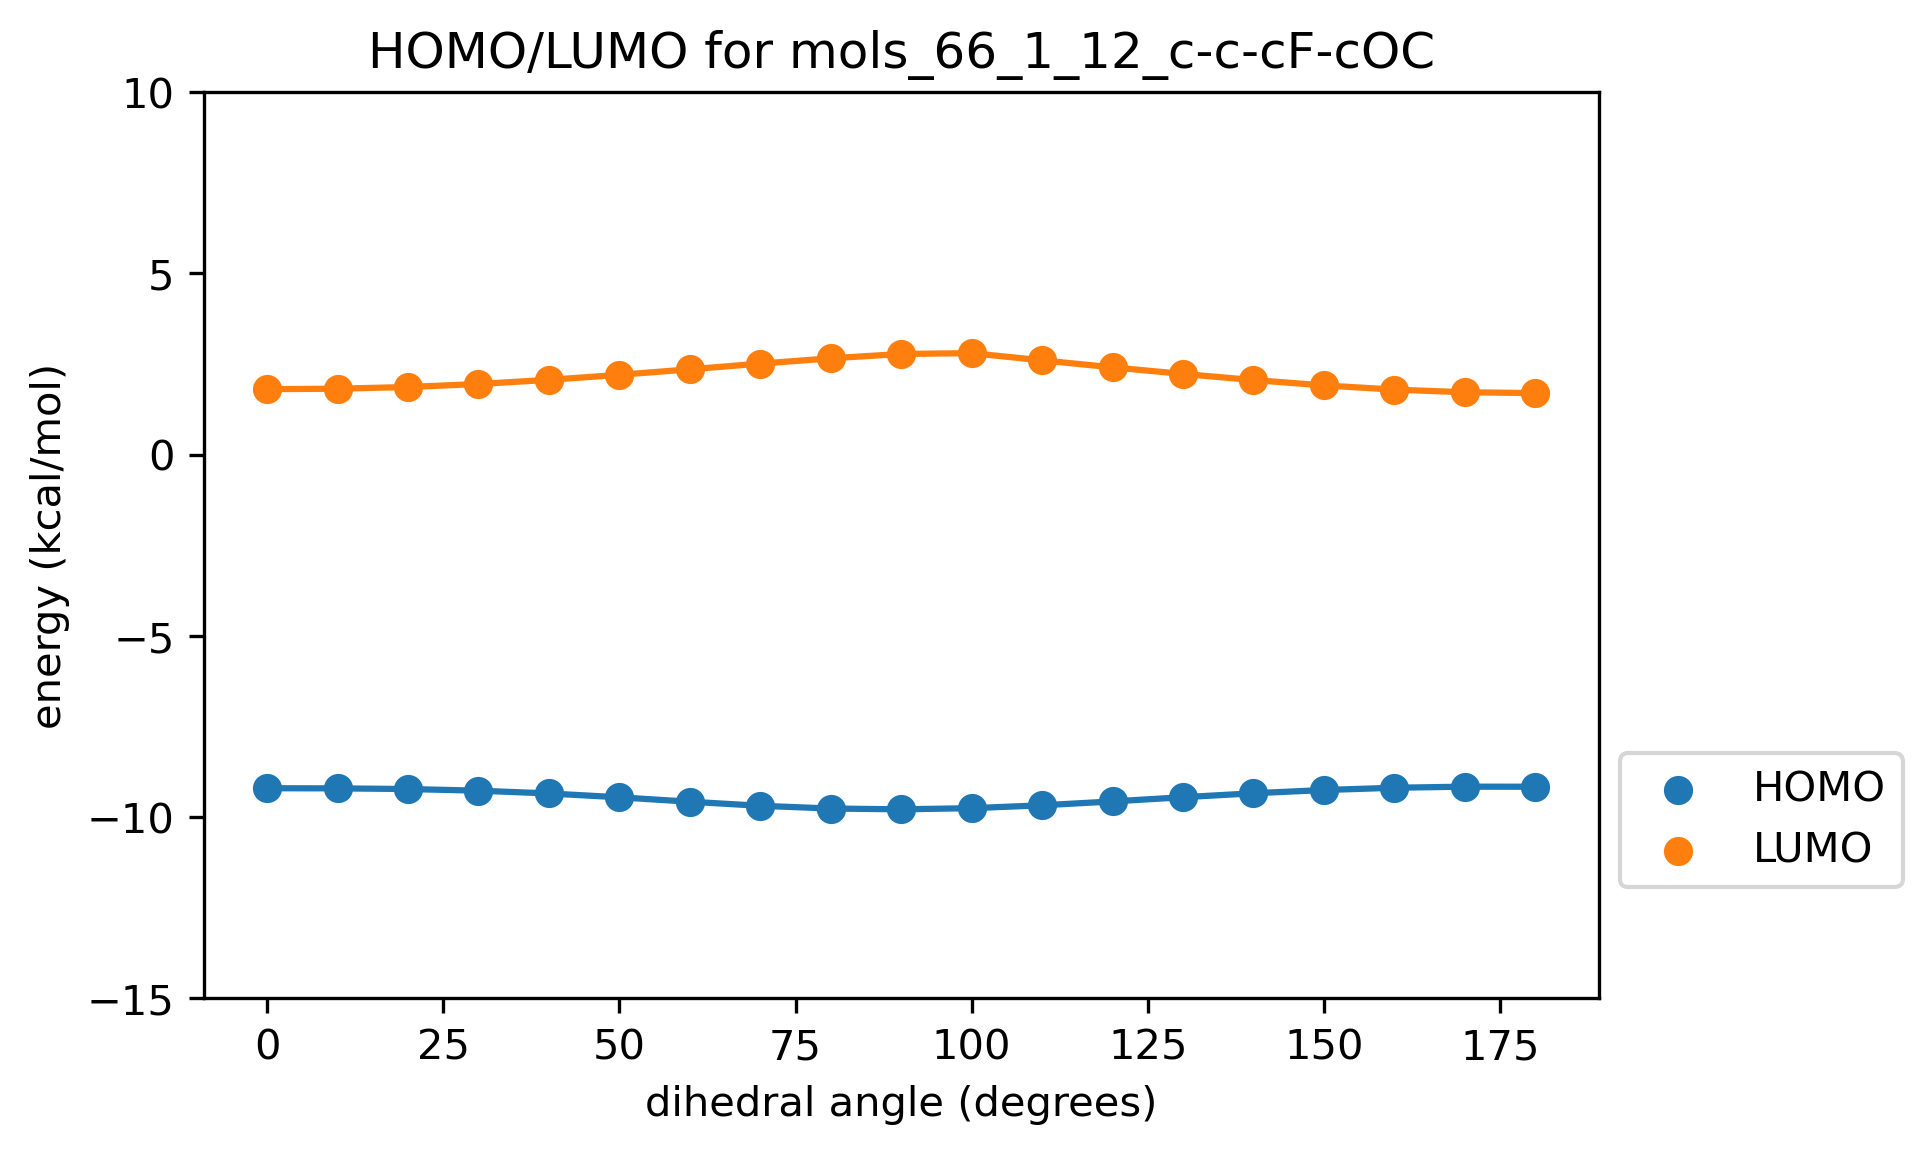 HOMO/LUMO for mols_66_1_12_c-c-cF-cOC
10
5
0
−5
−10
−15
energy (kcal/mol)
0 25 50 75 100 125 150 175
dihedral angle (degrees)
HOMO
LUMO